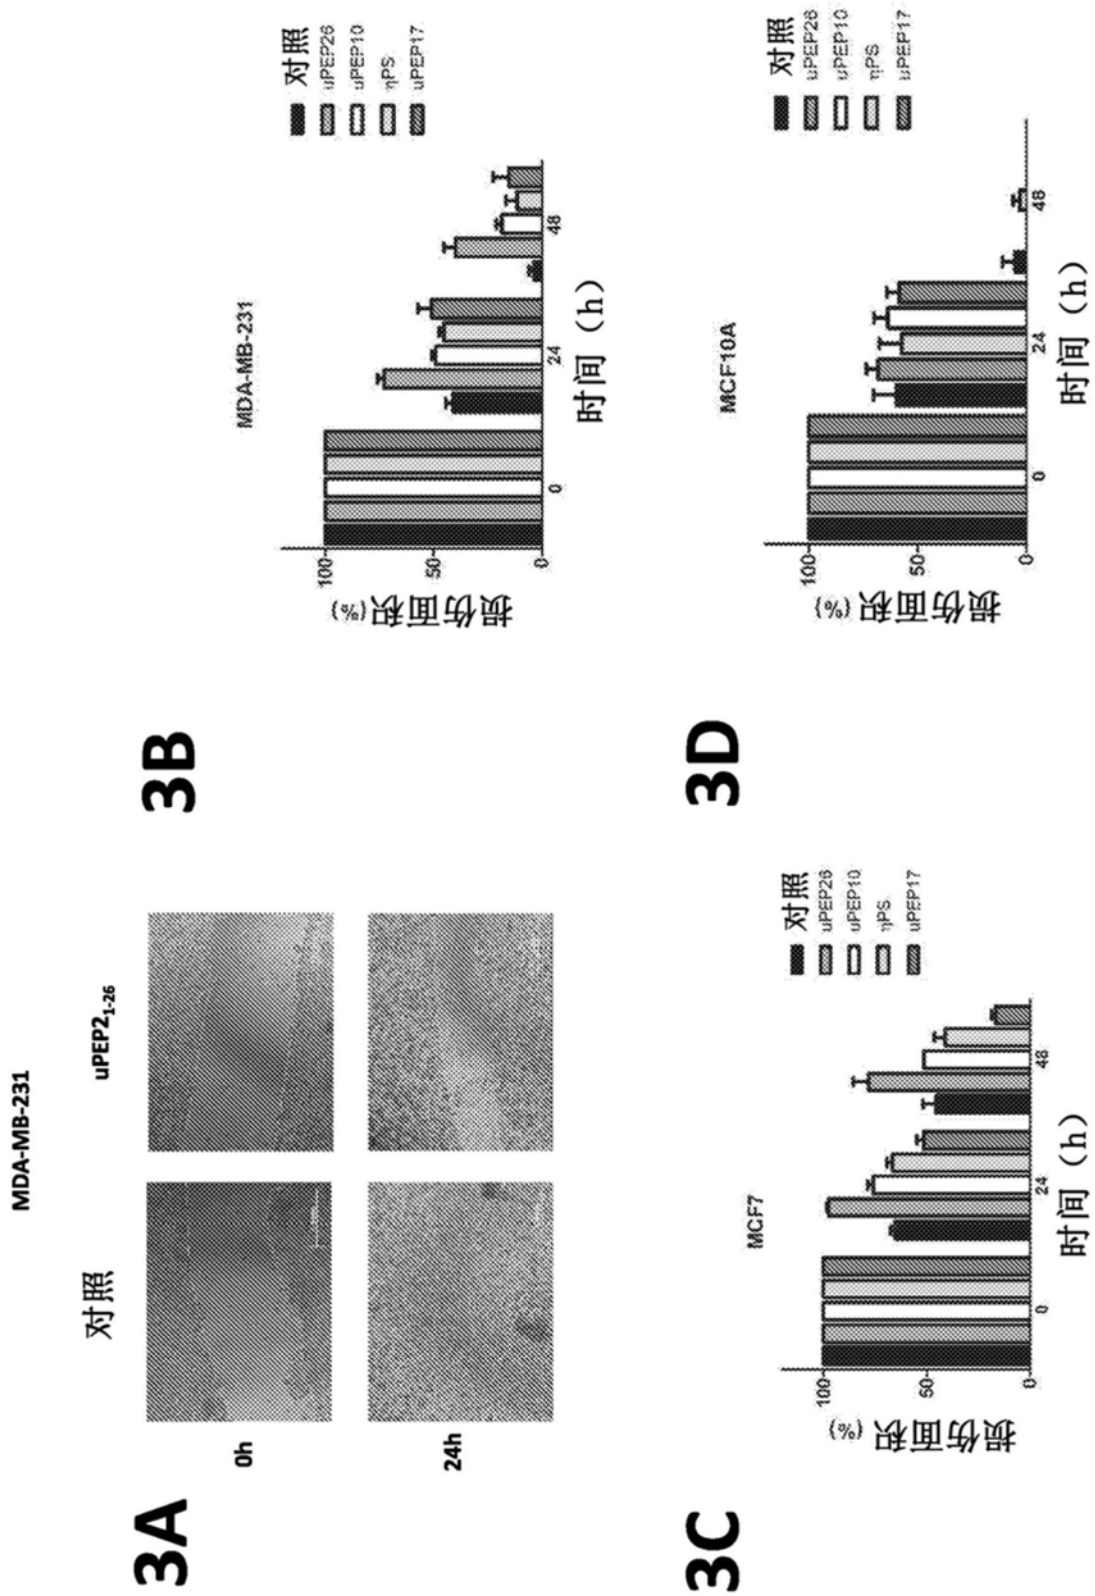 MDA-MB-231
3A
对照
uPEP2₁₋₂₆
0h
24h
3B
MDA-MB-231
损伤面积(%)
100
50
0
0
24
48
时间（h）
对照
uPEP26
uPEP10
ηPS
uPEP17
3C
MCF7
损伤面积(%)
100
50
0
0
24
48
时间（h）
对照
uPEP26
uPEP10
ηPS
uPEP17
3D
MCF10A
损伤面积(%)
100
50
0
0
24
48
时间（h）
对照
uPEP26
uPEP10
ηPS
uPEP17